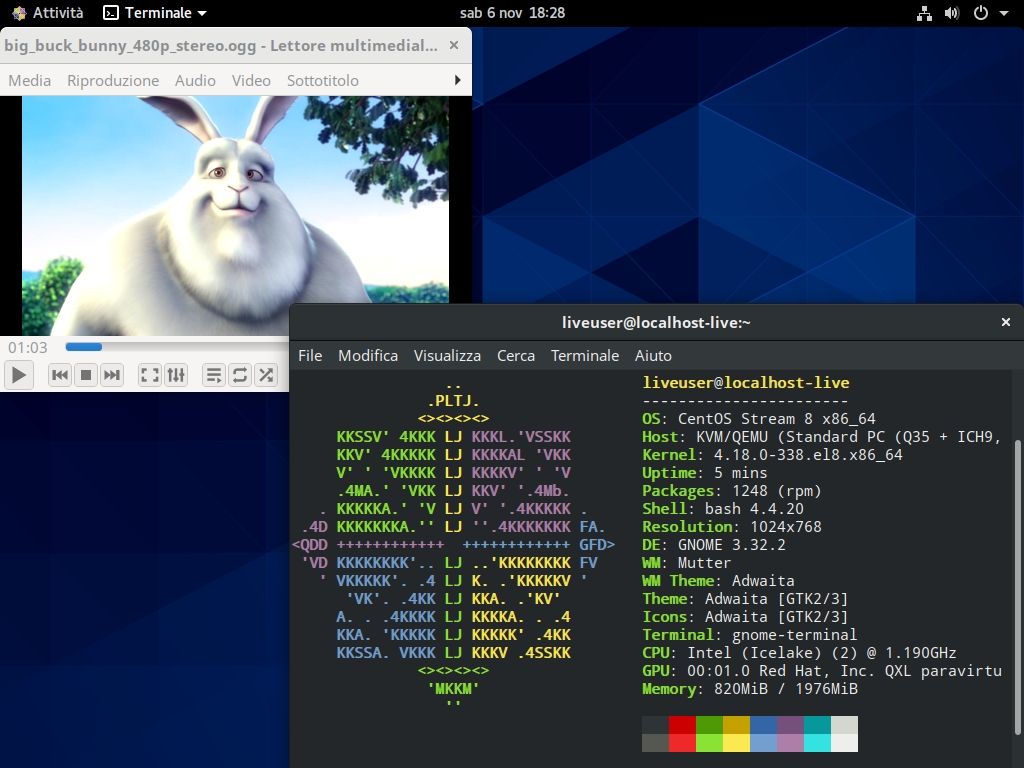 Attività Terminale sab 6 nov 18:28
big_buck_bunny_480p_stereo.ogg - Lettore multimedial... ×
Media Riproduzione Audio Video Sottotitolo
01:03
liveuser@localhost-live:~ ×
File Modifica Visualizza Cerca Terminale Aiuto
.. liveuser@localhost-live
.PLTJ. -----------------------
<><><><> OS: CentOS Stream 8 x86_64
KKSSV' 4KKK LJ KKKL.'VSSKK Host: KVM/QEMU (Standard PC (Q35 + ICH9,
KKV' 4KKKKK LJ KKKKAL 'VKK Kernel: 4.18.0-338.el8.x86_64
V' ' 'VKKKK LJ KKKKV' ' 'V Uptime: 5 mins
.4MA.' 'VKK LJ KKV' '.4Mb. Packages: 1248 (rpm)
. KKKKKA.' 'V LJ V' '.4KKKKK . Shell: bash 4.4.20
.4D KKKKKKKA.'' LJ ''.4KKKKKKK FA. Resolution: 1024x768
<QDD ++++++++++++ ++++++++++++ GFD> DE: GNOME 3.32.2
'VD KKKKKKKK'.. LJ ..'KKKKKKKK FV WM: Mutter
' VKKKKK'. .4 LJ K. .'KKKKKV ' WM Theme: Adwaita
'VK'. .4KK LJ KKA. .'KV' Theme: Adwaita [GTK2/3]
A. . .4KKKK LJ KKKKA. . .4 Icons: Adwaita [GTK2/3]
KKA. 'KKKKK LJ KKKKK' .4KK Terminal: gnome-terminal
KKSSA. VKKK LJ KKKV .4SSKK CPU: Intel (Icelake) (2) @ 1.190GHz
<><><><> GPU: 00:01.0 Red Hat, Inc. QXL paravirtu
'MKKM' Memory: 820MiB / 1976MiB
''